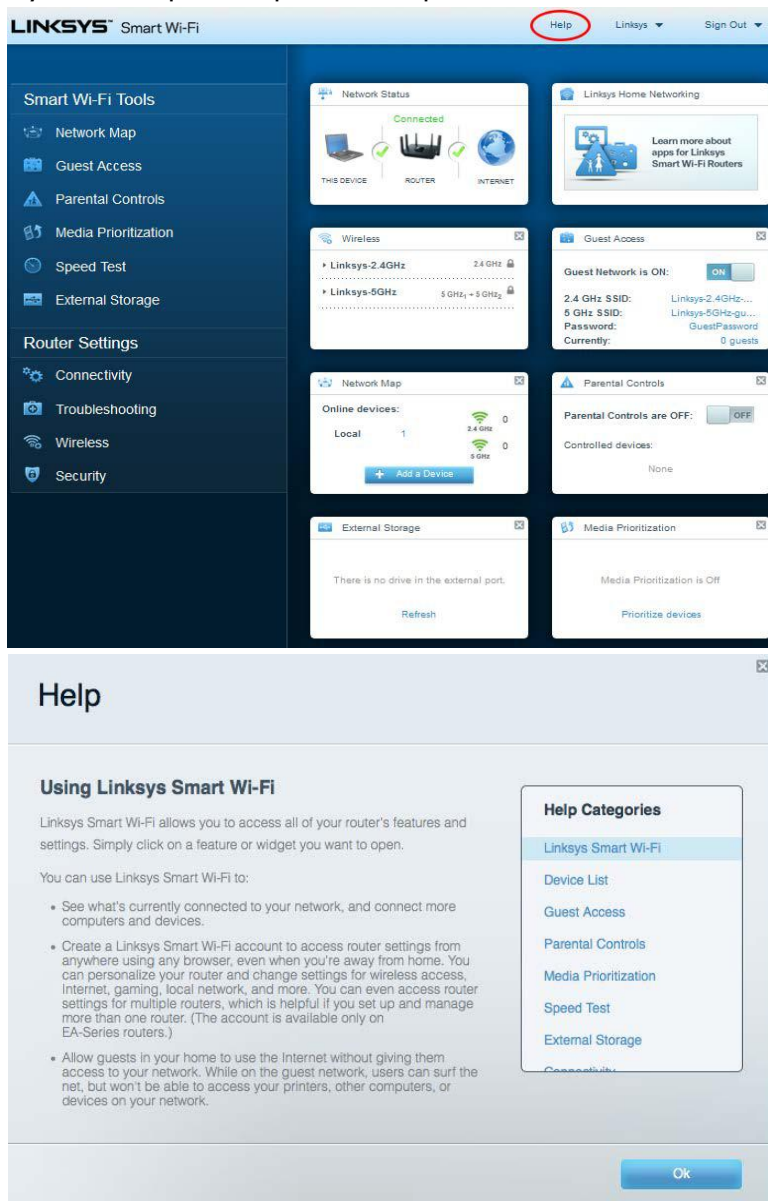 LINKSYS™ Smart Wi-Fi
Help
Linksys
Sign Out
Smart Wi-Fi Tools
Network Map
Guest Access
Parental Controls
Media Prioritization
Speed Test
External Storage
Router Settings
Connectivity
Troubleshooting
Wireless
Security
Network Status
Connected
THIS DEVICE
ROUTER
INTERNET
Linksys Home Networking
Learn more about
apps for Linksys
Smart Wi-Fi Routers
Wireless
Linksys-2.4GHz 2.4 GHz
Linksys-5GHz 5 GHz1 + 5 GHz2
Guest Access
Guest Network is ON: ON
2.4 GHz SSID: Linksys-2.4GHz-...
5 GHz SSID: Linksys-5GHz-gu...
Password: GuestPassword
Currently: 0 guests
Network Map
Online devices:
Local 1
0
2.4 GHz
0
5 GHz
+ Add a Device
Parental Controls
Parental Controls are OFF: OFF
Controlled devices:
None
External Storage
There is no drive in the external port.
Refresh
Media Prioritization
Media Prioritization is Off
Prioritize devices
Help
Using Linksys Smart Wi-Fi
Linksys Smart Wi-Fi allows you to access all of your router's features and
settings. Simply click on a feature or widget you want to open.
You can use Linksys Smart Wi-Fi to:
• See what's currently connected to your network, and connect more
computers and devices.
• Create a Linksys Smart Wi-Fi account to access router settings from
anywhere using any browser, even when you're away from home. You
can personalize your router and change settings for wireless access,
Internet, gaming, local network, and more. You can even access router
settings for multiple routers, which is helpful if you set up and manage
more than one router. (The account is available only on
EA-Series routers.)
• Allow guests in your home to use the Internet without giving them
access to your network. While on the guest network, users can surf the
net, but won't be able to access your printers, other computers, or
devices on your network.
Help Categories
Linksys Smart Wi-Fi
Device List
Guest Access
Parental Controls
Media Prioritization
Speed Test
External Storage
Connectivity
Ok